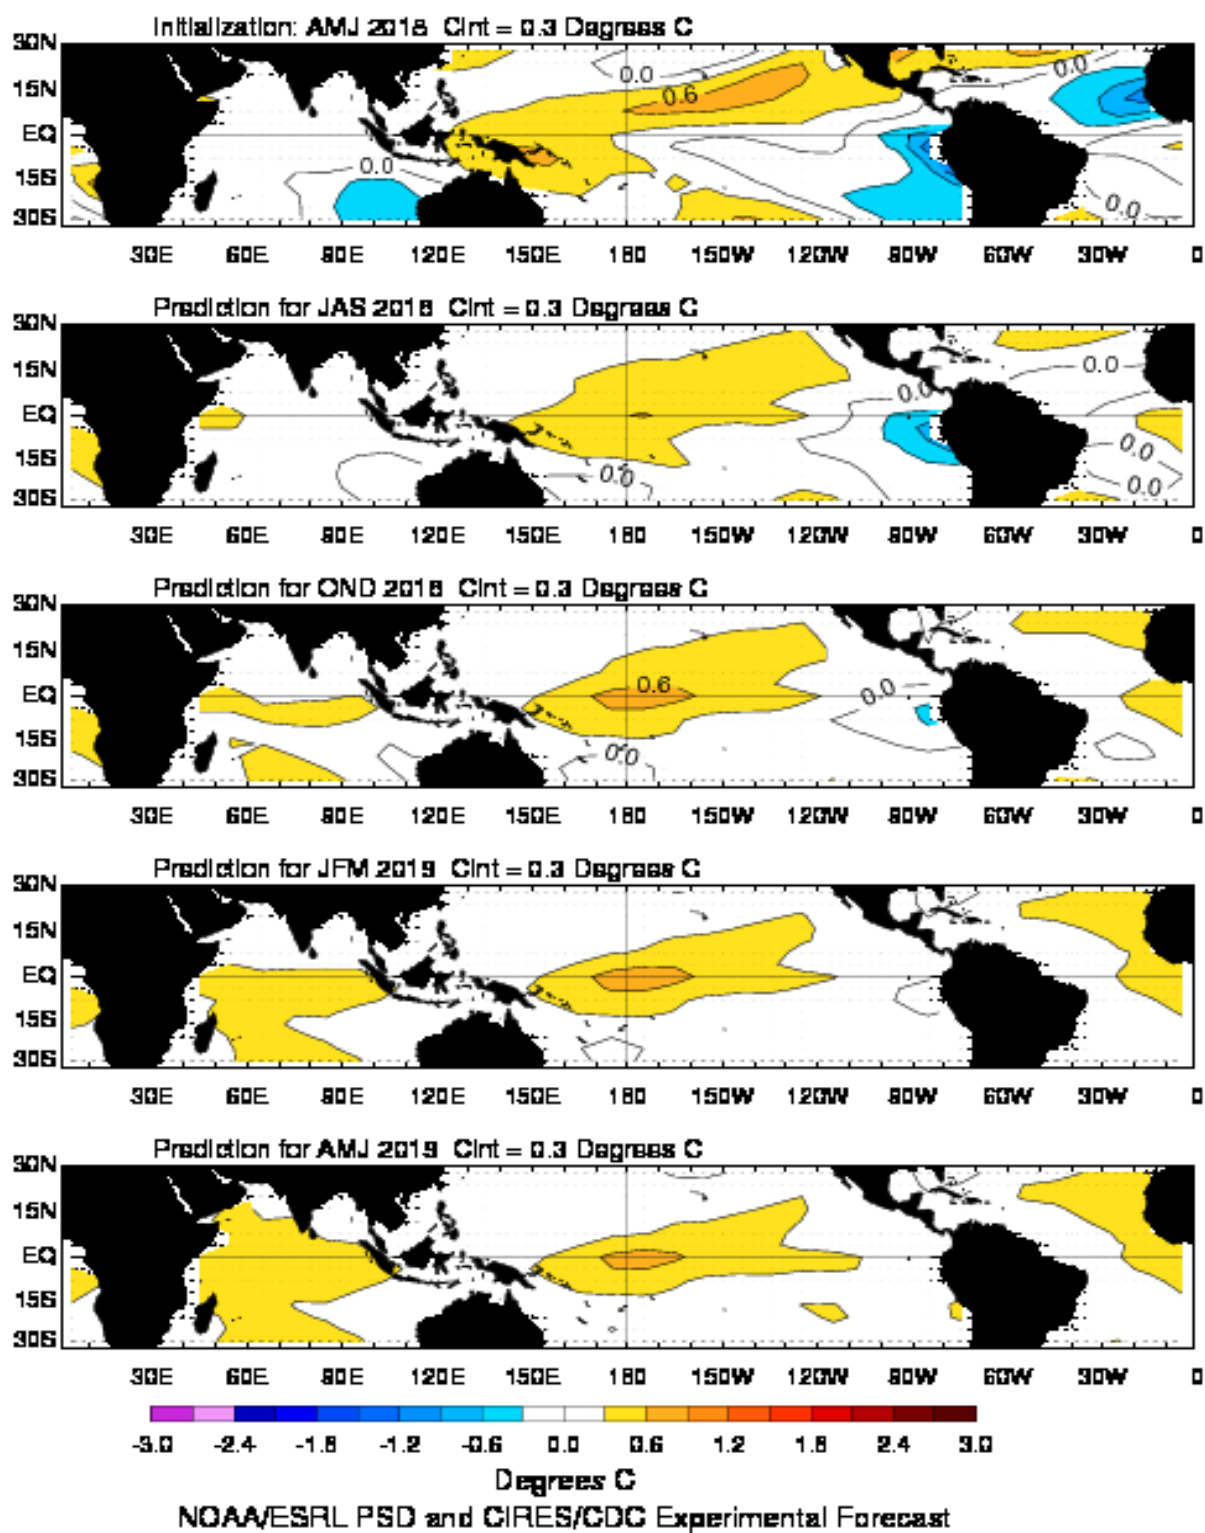 Initialization: AMJ 2018 CInt = 0.3 Degrees C
30N
15N
EQ
15S
30S
0.0
0.6
0.0
0.0
0.0
30E 60E 90E 120E 150E 180 150W 120W 90W 60W 30W 0
Prediction for JAS 2018 CInt = 0.3 Degrees C
30N
15N
EQ
15S
30S
0.0
0.0
0.0
0.0
0.0
30E 60E 90E 120E 150E 180 150W 120W 90W 60W 30W 0
Prediction for OND 2018 CInt = 0.3 Degrees C
30N
15N
EQ
15S
30S
0.6
0.0
0.0
30E 60E 90E 120E 150E 180 150W 120W 90W 60W 30W 0
Prediction for JFM 2019 CInt = 0.3 Degrees C
30N
15N
EQ
15S
30S
30E 60E 90E 120E 150E 180 150W 120W 90W 60W 30W 0
Prediction for AMJ 2019 CInt = 0.3 Degrees C
30N
15N
EQ
15S
30S
30E 60E 90E 120E 150E 180 150W 120W 90W 60W 30W 0
-3.0 -2.4 -1.8 -1.2 -0.6 0.0 0.6 1.2 1.8 2.4 3.0
Degrees C
NOAA/ESRL PSD and CIRES/CDC Experimental Forecast